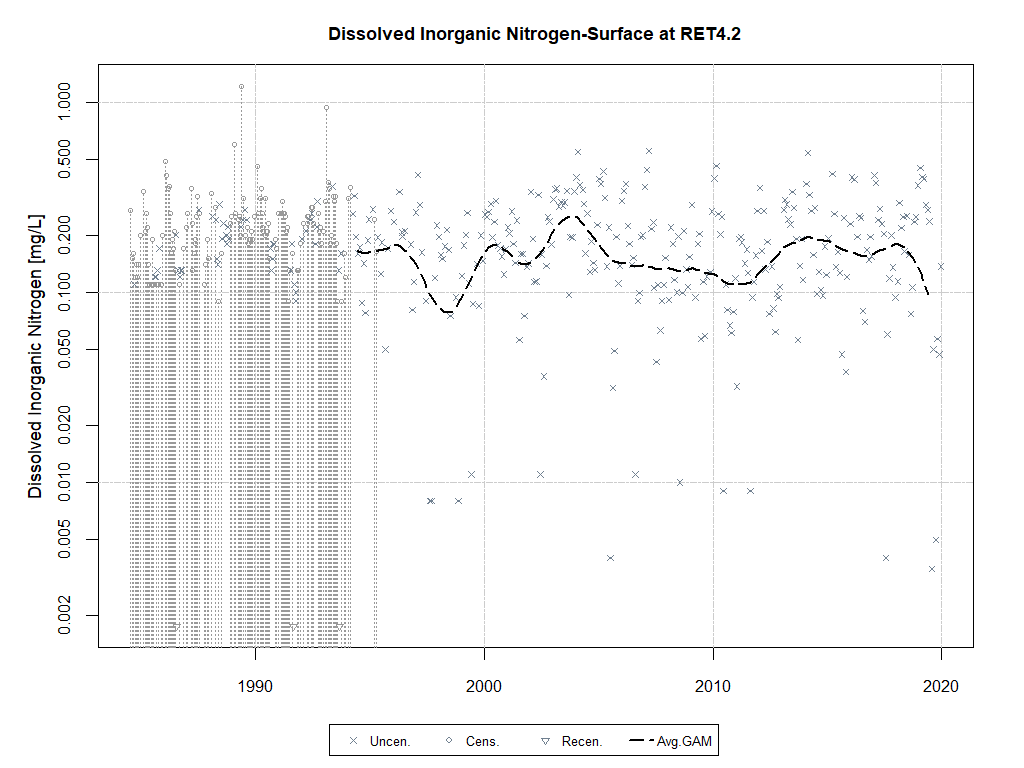 Dissolved Inorganic Nitrogen-Surface at RET4.2
Dissolved Inorganic Nitrogen [mg/L]
1.000
0.500
0.200
0.100
0.050
0.020
0.010
0.005
0.002
1990 2000 2010 2020
Uncen. Cens. Recen. Avg.GAM